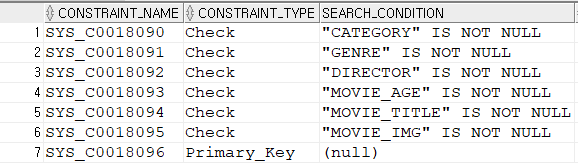 CONSTRAINT_NAME CONSTRAINT_TYPE SEARCH_CONDITION
1 SYS_C0018090 Check "CATEGORY" IS NOT NULL
2 SYS_C0018091 Check "GENRE" IS NOT NULL
3 SYS_C0018092 Check "DIRECTOR" IS NOT NULL
4 SYS_C0018093 Check "MOVIE_AGE" IS NOT NULL
5 SYS_C0018094 Check "MOVIE_TITLE" IS NOT NULL
6 SYS_C0018095 Check "MOVIE_IMG" IS NOT NULL
7 SYS_C0018096 Primary_Key (null)